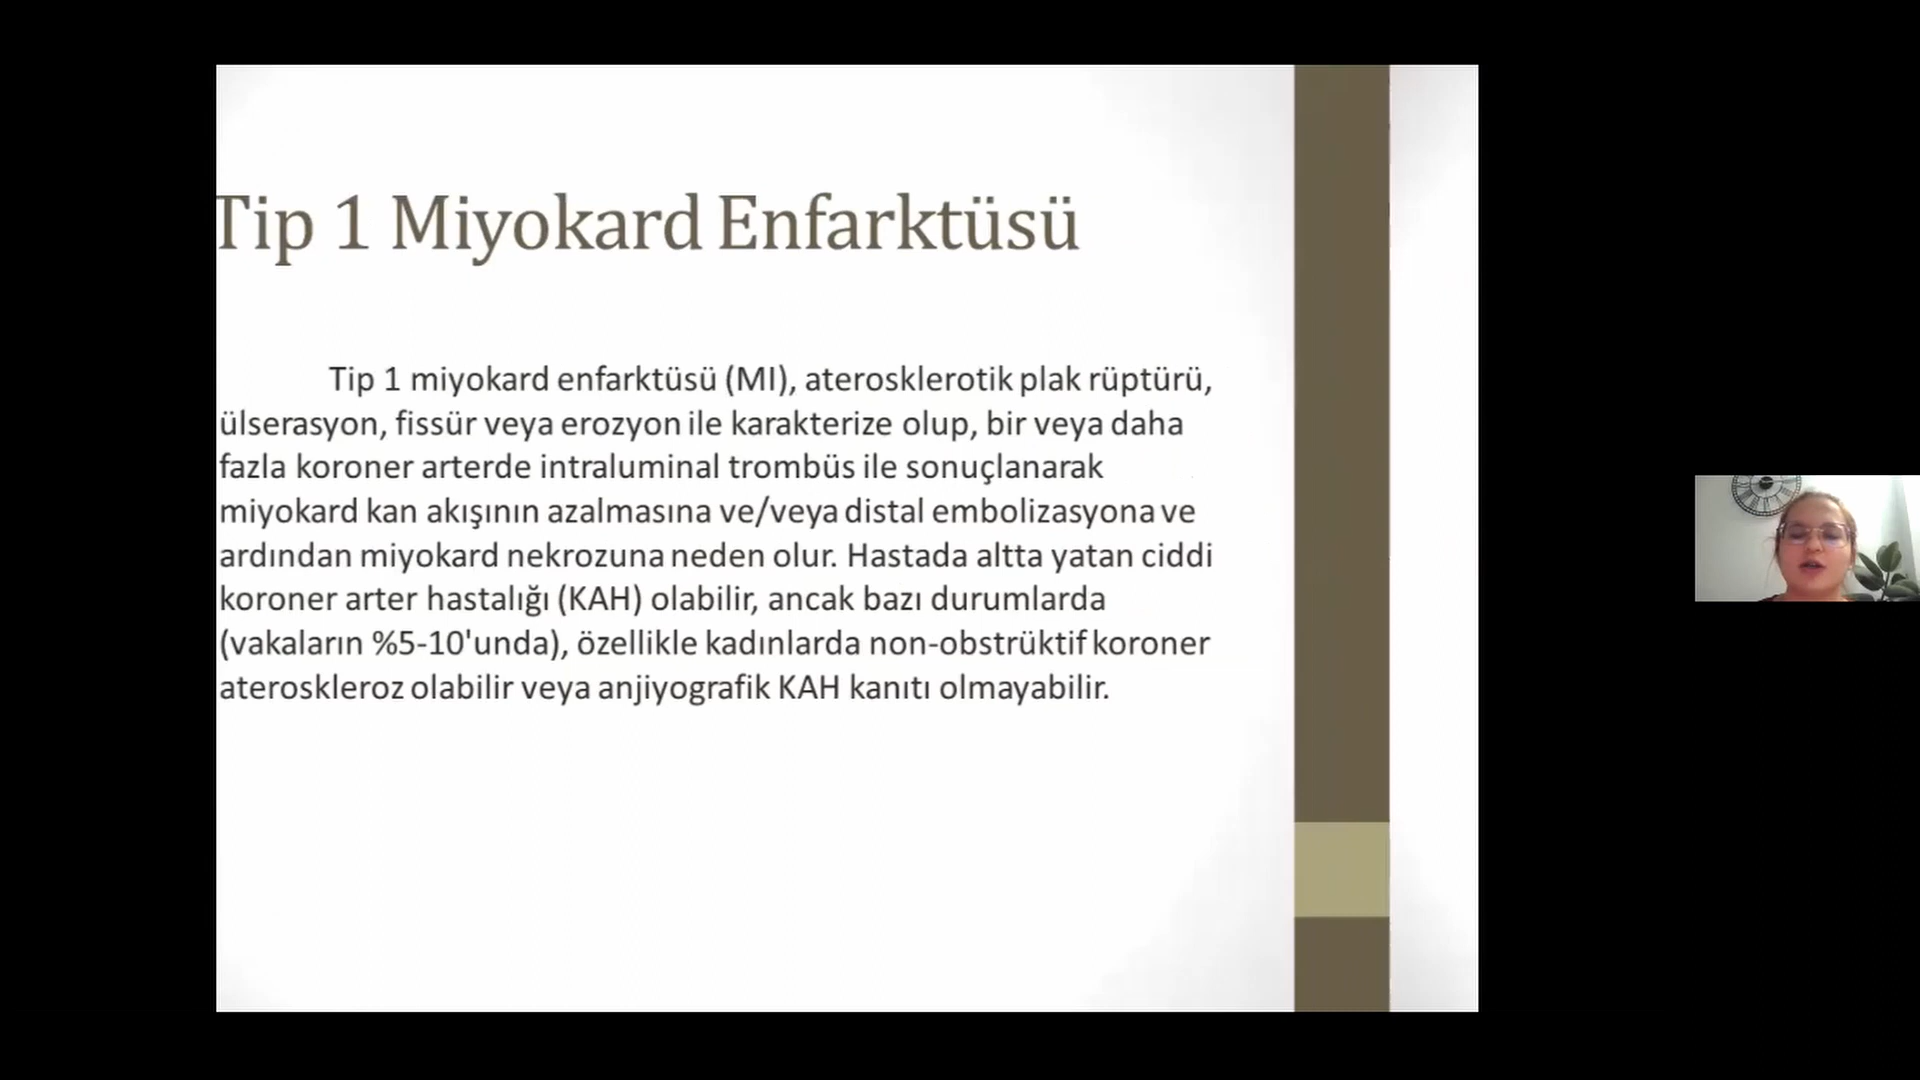 Tip 1 Miyokard Enfarktüsü
Tip 1 miyokard enfarktüsü (MI), aterosklerotik plak rüptürü,
ülserasyon, fissür veya erozyon ile karakterize olup, bir veya daha
fazla koroner arterde intraluminal trombüs ile sonuçlanarak
miyokard kan akışının azalmasına ve/veya distal embolizasyona ve
ardından miyokard nekrozuna neden olur. Hastada altta yatan ciddi
koroner arter hastalığı (KAH) olabilir, ancak bazı durumlarda
(vakaların %5-10'unda), özellikle kadınlarda non-obstrüktif koroner
ateroskleroz olabilir veya anjiyografik KAH kanıtı olmayabilir.